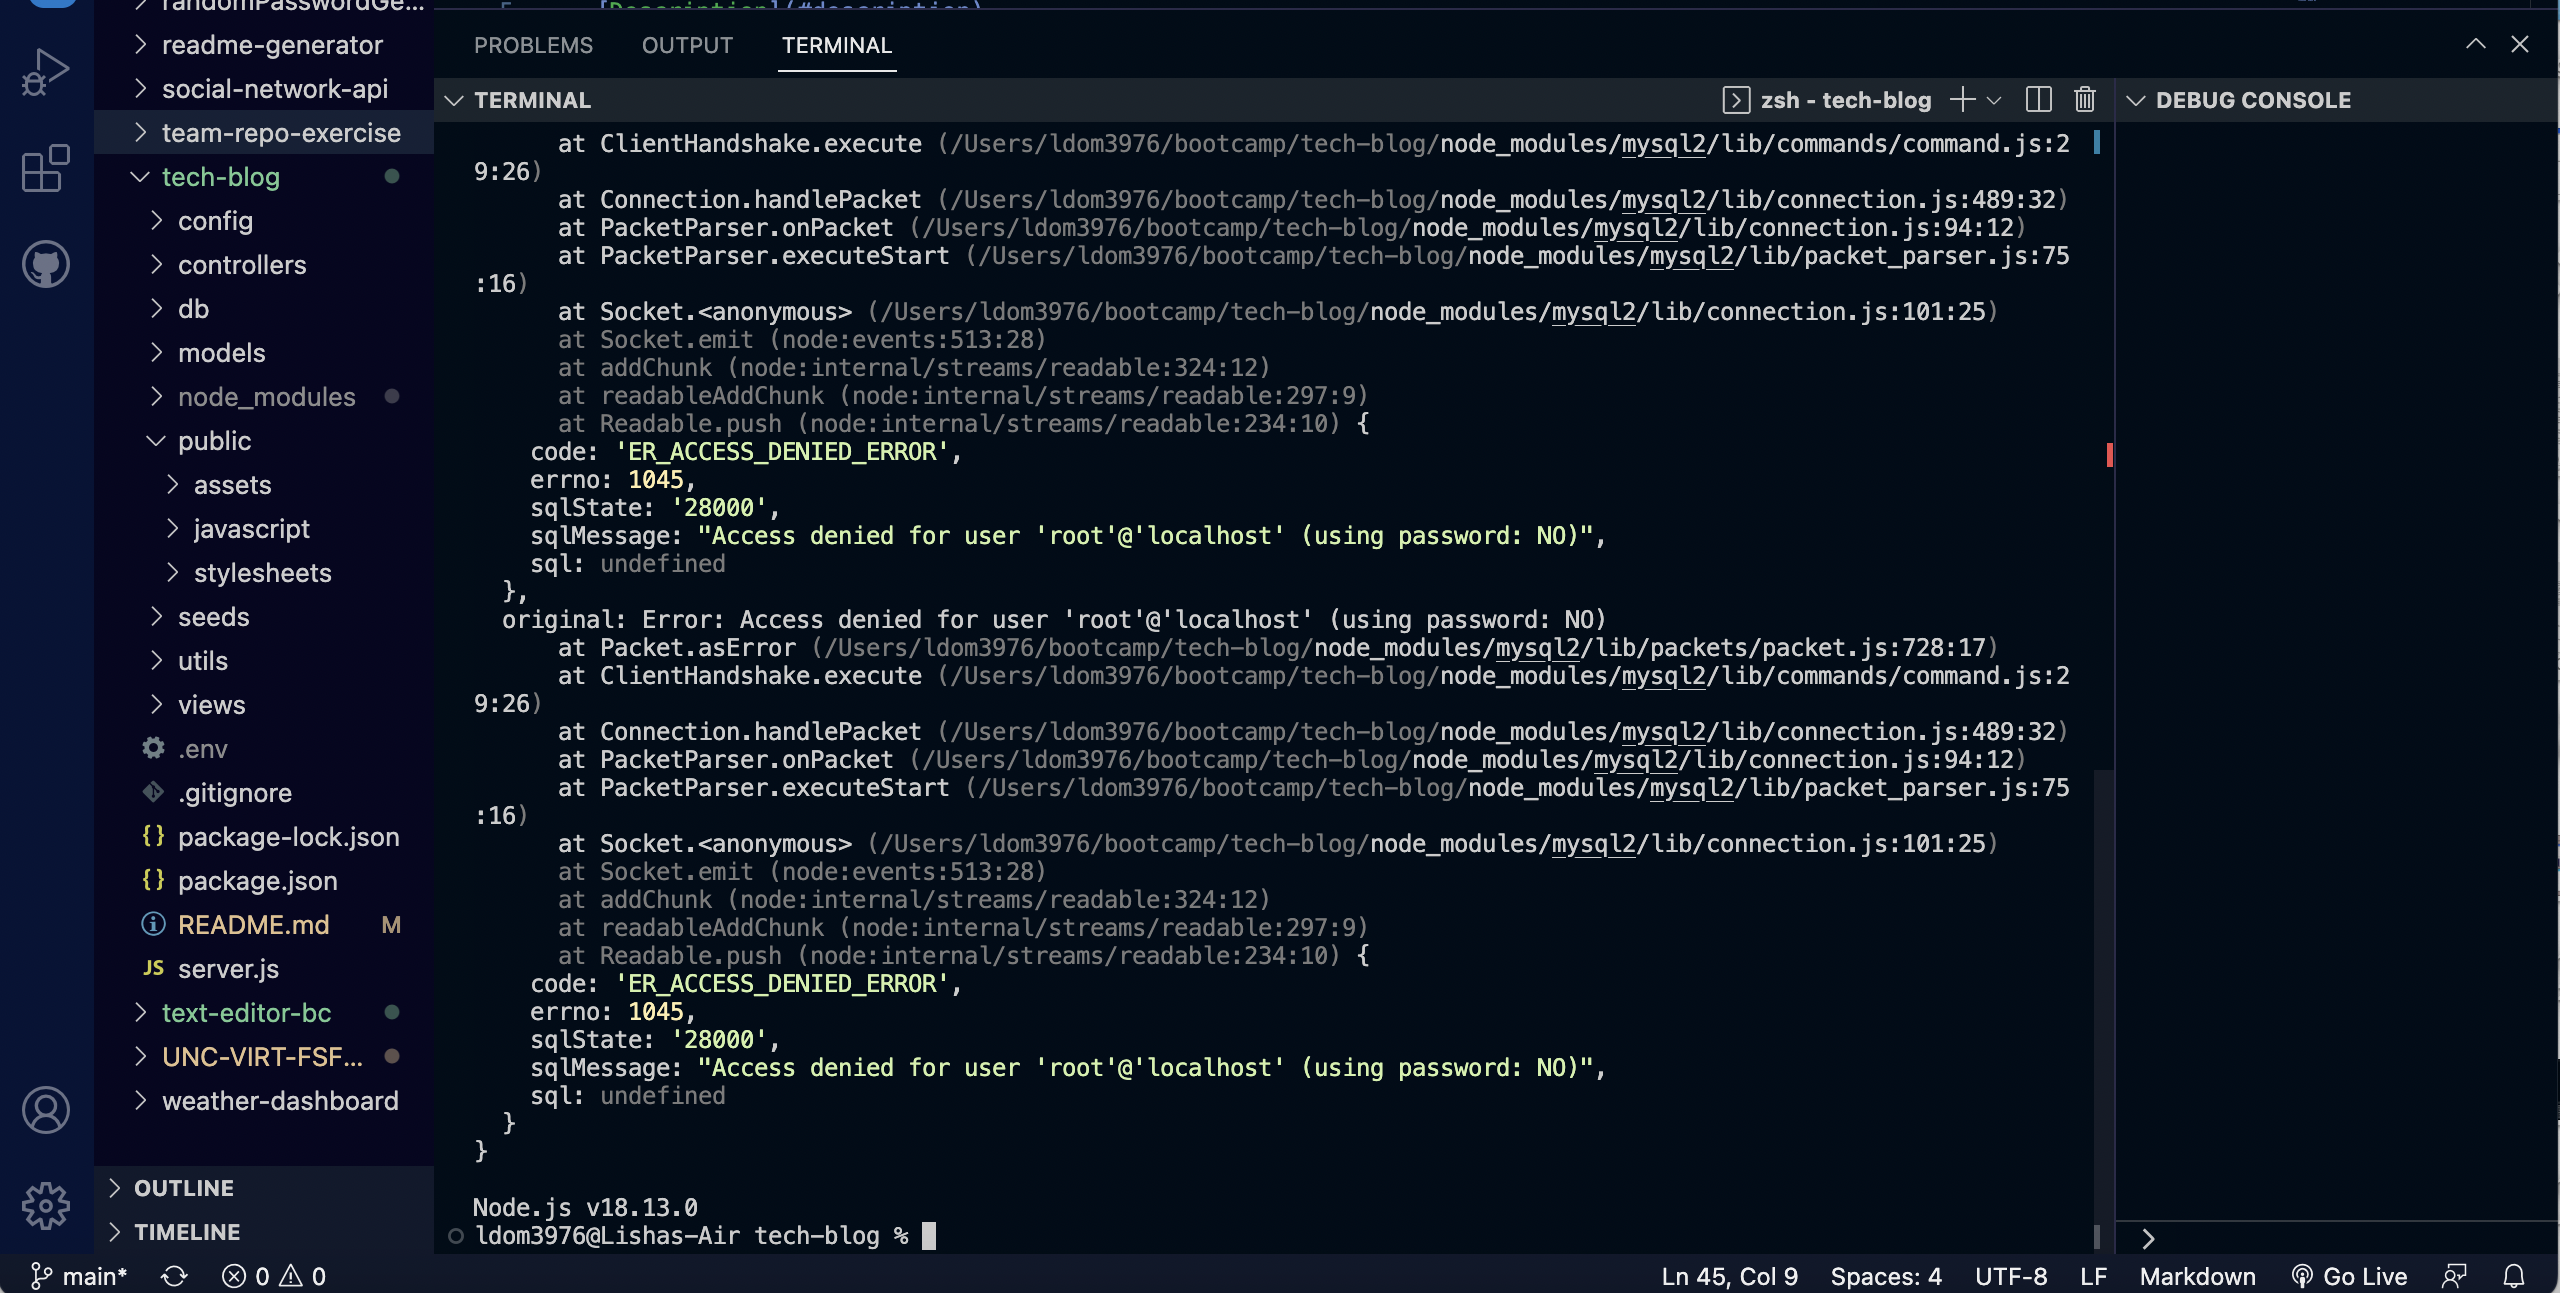 randomPasswordGe...
readme-generator
social-network-api
team-repo-exercise
tech-blog
config
controllers
db
models
node_modules
public
assets
javascript
stylesheets
seeds
utils
views
.env
.gitignore
{} package-lock.json
{} package.json
README.md M
JS server.js
text-editor-bc
UNC-VIRT-FSF...
weather-dashboard
OUTLINE
TIMELINE
5 [Description](#description)
PROBLEMS OUTPUT TERMINAL
TERMINAL
zsh - tech-blog
at ClientHandshake.execute (/Users/ldom3976/bootcamp/tech-blog/node_modules/mysql2/lib/commands/command.js:2
9:26)
at Connection.handlePacket (/Users/ldom3976/bootcamp/tech-blog/node_modules/mysql2/lib/connection.js:489:32)
at PacketParser.onPacket (/Users/ldom3976/bootcamp/tech-blog/node_modules/mysql2/lib/connection.js:94:12)
at PacketParser.executeStart (/Users/ldom3976/bootcamp/tech-blog/node_modules/mysql2/lib/packet_parser.js:75
:16)
at Socket.<anonymous> (/Users/ldom3976/bootcamp/tech-blog/node_modules/mysql2/lib/connection.js:101:25)
at Socket.emit (node:events:513:28)
at addChunk (node:internal/streams/readable:324:12)
at readableAddChunk (node:internal/streams/readable:297:9)
at Readable.push (node:internal/streams/readable:234:10) {
code: 'ER_ACCESS_DENIED_ERROR',
errno: 1045,
sqlState: '28000',
sqlMessage: "Access denied for user 'root'@'localhost' (using password: NO)",
sql: undefined
},
original: Error: Access denied for user 'root'@'localhost' (using password: NO)
at Packet.asError (/Users/ldom3976/bootcamp/tech-blog/node_modules/mysql2/lib/packets/packet.js:728:17)
at ClientHandshake.execute (/Users/ldom3976/bootcamp/tech-blog/node_modules/mysql2/lib/commands/command.js:2
9:26)
at Connection.handlePacket (/Users/ldom3976/bootcamp/tech-blog/node_modules/mysql2/lib/connection.js:489:32)
at PacketParser.onPacket (/Users/ldom3976/bootcamp/tech-blog/node_modules/mysql2/lib/connection.js:94:12)
at PacketParser.executeStart (/Users/ldom3976/bootcamp/tech-blog/node_modules/mysql2/lib/packet_parser.js:75
:16)
at Socket.<anonymous> (/Users/ldom3976/bootcamp/tech-blog/node_modules/mysql2/lib/connection.js:101:25)
at Socket.emit (node:events:513:28)
at addChunk (node:internal/streams/readable:324:12)
at readableAddChunk (node:internal/streams/readable:297:9)
at Readable.push (node:internal/streams/readable:234:10) {
code: 'ER_ACCESS_DENIED_ERROR',
errno: 1045,
sqlState: '28000',
sqlMessage: "Access denied for user 'root'@'localhost' (using password: NO)",
sql: undefined
}
}
Node.js v18.13.0
ldom3976@Lishas-Air tech-blog %
DEBUG CONSOLE
main* 0 0
Ln 45, Col 9 Spaces: 4 UTF-8 LF Markdown Go Live